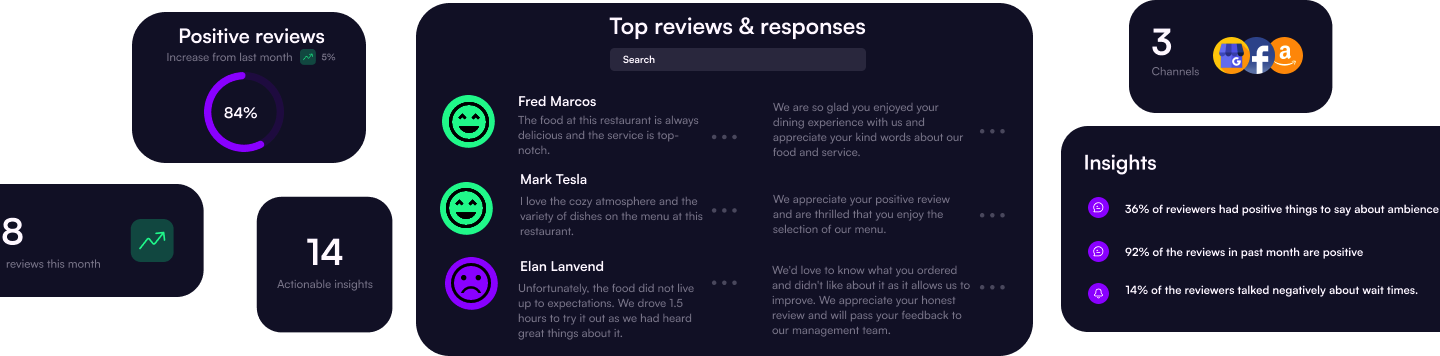 Positive reviews
Increase from last month 5%
84%
8
reviews this month
14
Actionable insights
Top reviews & responses
Search
Fred Marcos
The food at this restaurant is always
delicious and the service is top-
notch.
We are so glad you enjoyed your
dining experience with us and
appreciate your kind words about our
food and service.
Mark Tesla
I love the cozy atmosphere and the
variety of dishes on the menu at this
restaurant.
We appreciate your positive review
and are thrilled that you enjoy the
selection of our menu.
Elan Lanvend
Unfortunately, the food did not live
up to expectations. We drove 1.5
hours to try it out as we had heard
great things about it.
We'd love to know what you ordered
and didn't like about it as it allows us to
improve. We appreciate your honest
review and will pass your feedback to
our management team.
3
Channels
G
f
a
Insights
36% of reviewers had positive things to say about ambience
92% of the reviews in past month are positive
14% of the reviewers talked negatively about wait times.